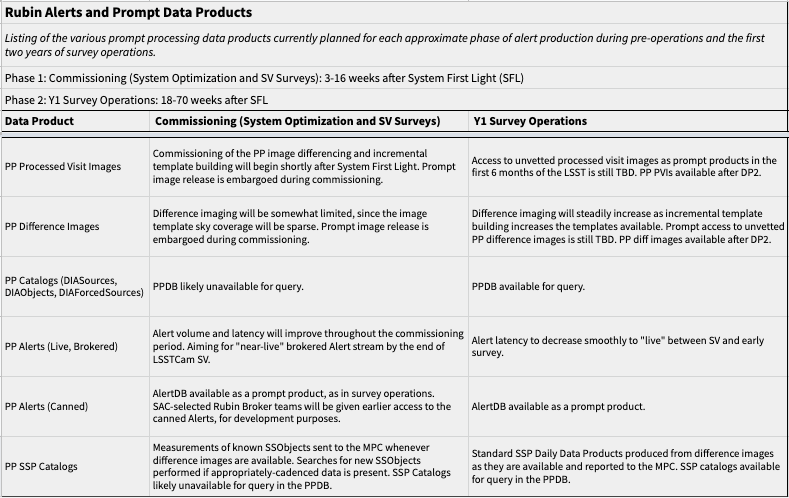 Rubin Alerts and Prompt Data Products
Listing of the various prompt processing data products currently planned for each approximate phase of alert production during pre-operations and the first
two years of survey operations.
Phase 1: Commissioning (System Optimization and SV Surveys): 3-16 weeks after System First Light (SFL)
Phase 2: Y1 Survey Operations: 18-70 weeks after SFL
Data Product
Commissioning (System Optimization and SV Surveys)
Y1 Survey Operations
PP Processed Visit Images
Commissioning of the PP image differencing and incremental
template building will begin shortly after System First Light. Prompt
image release is embargoed during commissioning.
Access to unvetted processed visit images as prompt products in the
first 6 months of the LSST is still TBD. PP PVIs available after DP2.
PP Difference Images
Difference imaging will be somewhat limited, since the image
template sky coverage will be sparse. Prompt image release is
embargoed during commissioning.
Difference imaging will steadily increase as incremental template
building increases the templates available. Prompt access to unvetted
PP difference images is still TBD. PP diff images available after DP2.
PP Catalogs (DIASources,
DIAObjects, DIAForcedSources)
PPDB likely unavailable for query.
PPDB available for query.
PP Alerts (Live, Brokered)
Alert volume and latency will improve throughout the commissioning
period. Aiming for "near-live" brokered Alert stream by the end of
LSSTCam SV.
Alert latency to decrease smoothly to "live" between SV and early
survey.
PP Alerts (Canned)
AlertDB available as a prompt product, as in survey operations.
SAC-selected Rubin Broker teams will be given earlier access to the
canned Alerts, for development purposes.
AlertDB available as a prompt product.
PP SSP Catalogs
Measurements of known SSObjects sent to the MPC whenever
difference images are available. Searches for new SSObjects
performed if appropriately-cadenced data is present. SSP Catalogs
likely unavailable for query in the PPDB.
Standard SSP Daily Data Products produced from difference images
as they are available and reported to the MPC. SSP catalogs available
for query in the PPDB.